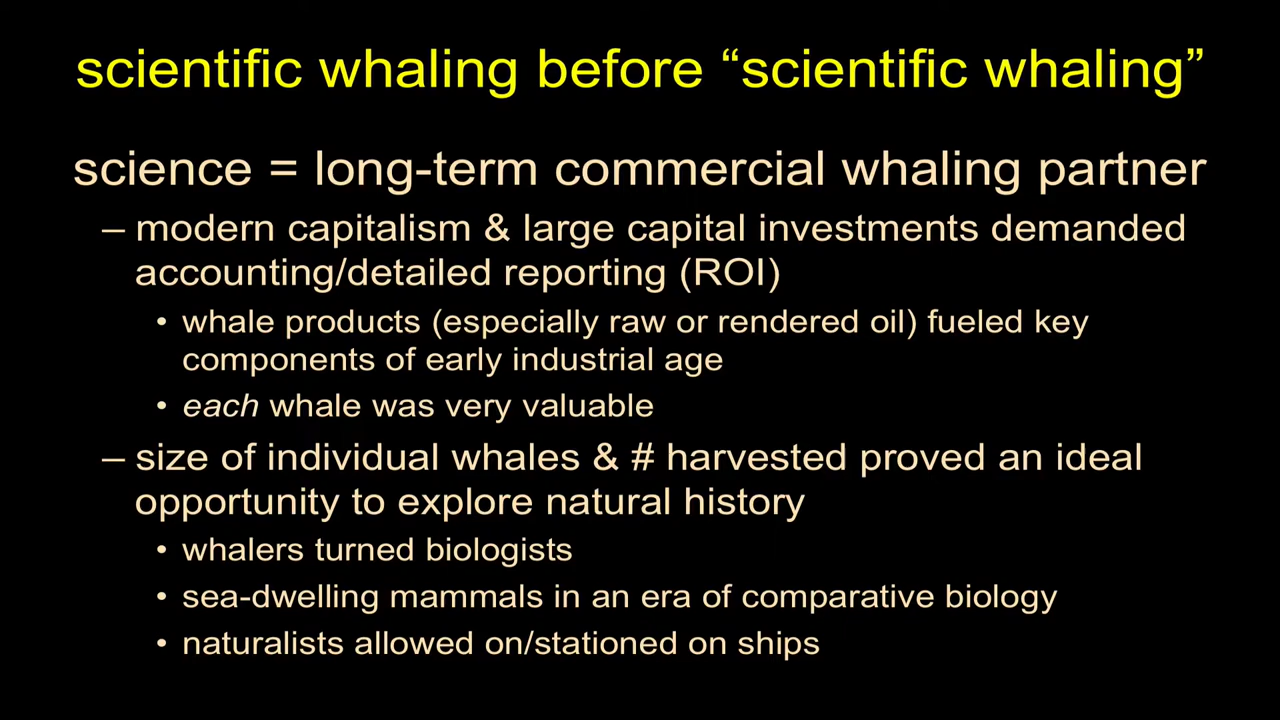 scientific whaling before “scientific whaling”
science = long-term commercial whaling partner
– modern capitalism & large capital investments demanded
accounting/detailed reporting (ROI)
• whale products (especially raw or rendered oil) fueled key
components of early industrial age
• each whale was very valuable
– size of individual whales & # harvested proved an ideal
opportunity to explore natural history
• whalers turned biologists
• sea-dwelling mammals in an era of comparative biology
• naturalists allowed on/stationed on ships